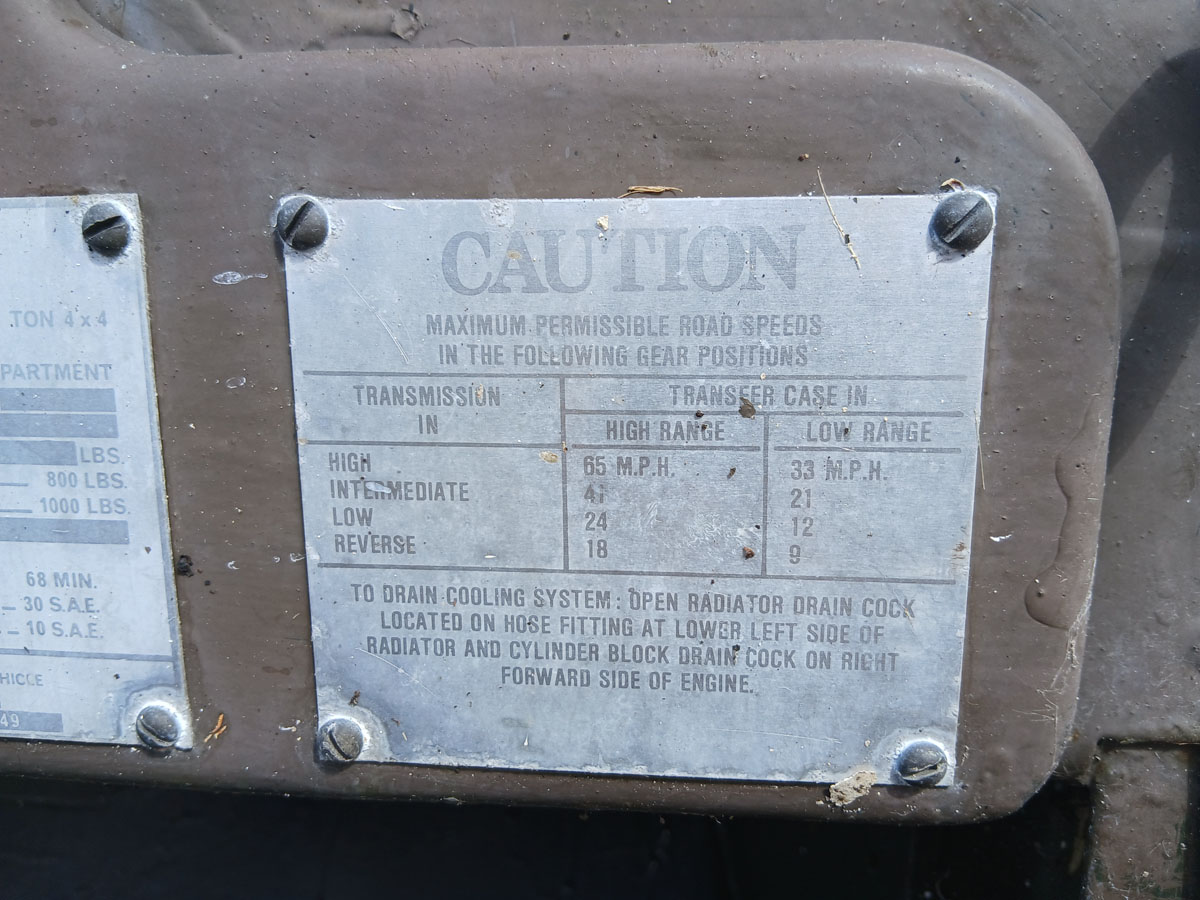 TON 4 x 4
PARTMENT
LBS.
800 LBS.
1000 LBS.
68 MIN.
30 S.A.E.
10 S.A.E.
49
CAUTION
MAXIMUM PERMISSIBLE ROAD SPEEDS
IN THE FOLLOWING GEAR POSITIONS
TRANSMISSION IN
TRANSFER CASE IN
HIGH RANGE LOW RANGE
HIGH 65 M.P.H. 33 M.P.H.
INTERMEDIATE 41 21
LOW 24 12
REVERSE 18 9
TO DRAIN COOLING SYSTEM: OPEN RADIATOR DRAIN COCK
LOCATED ON HOSE FITTING AT LOWER LEFT SIDE OF
RADIATOR AND CYLINDER BLOCK DRAIN COCK ON RIGHT
FORWARD SIDE OF ENGINE.